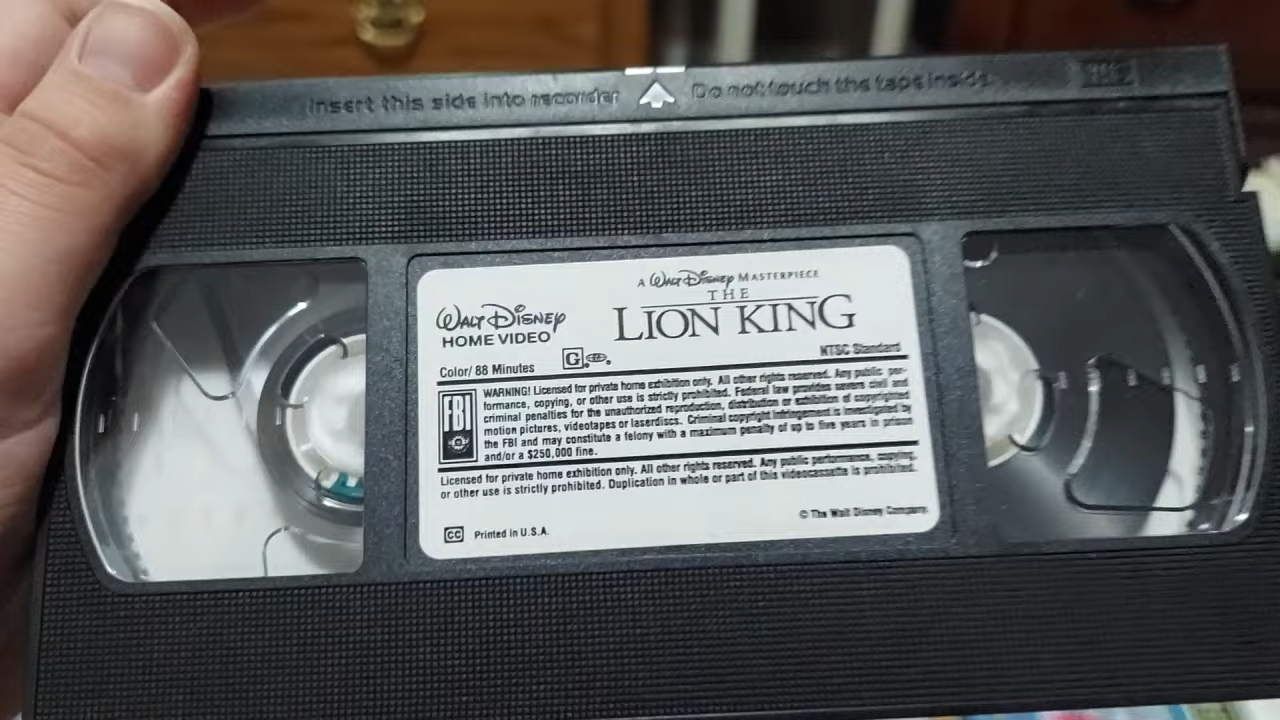 Insert this side into recorder Do not touch the tape inside
VHS
A WALT DISNEY MASTERPIECE
THE
LION KING
WALT DISNEY
HOME VIDEO
G
NTSC Standard
Color/ 88 Minutes
FBI
WARNING! Licensed for private home exhibition only. All other rights reserved. Any public per-
formance, copying, or other use is strictly prohibited. Federal law provides severe civil and
criminal penalties for the unauthorized reproduction, distribution or exhibition of copyrighted
motion pictures, videotapes or laserdiscs. Criminal copyright infringement is investigated by
the FBI and may constitute a felony with a maximum penalty of up to five years in prison
and/or a $250,000 fine.
Licensed for private home exhibition only. All other rights reserved. Any public performance, copying,
or other use is strictly prohibited. Duplication in whole or part of this videocassette is prohibited.
© The Walt Disney Company
CC Printed in U.S.A.